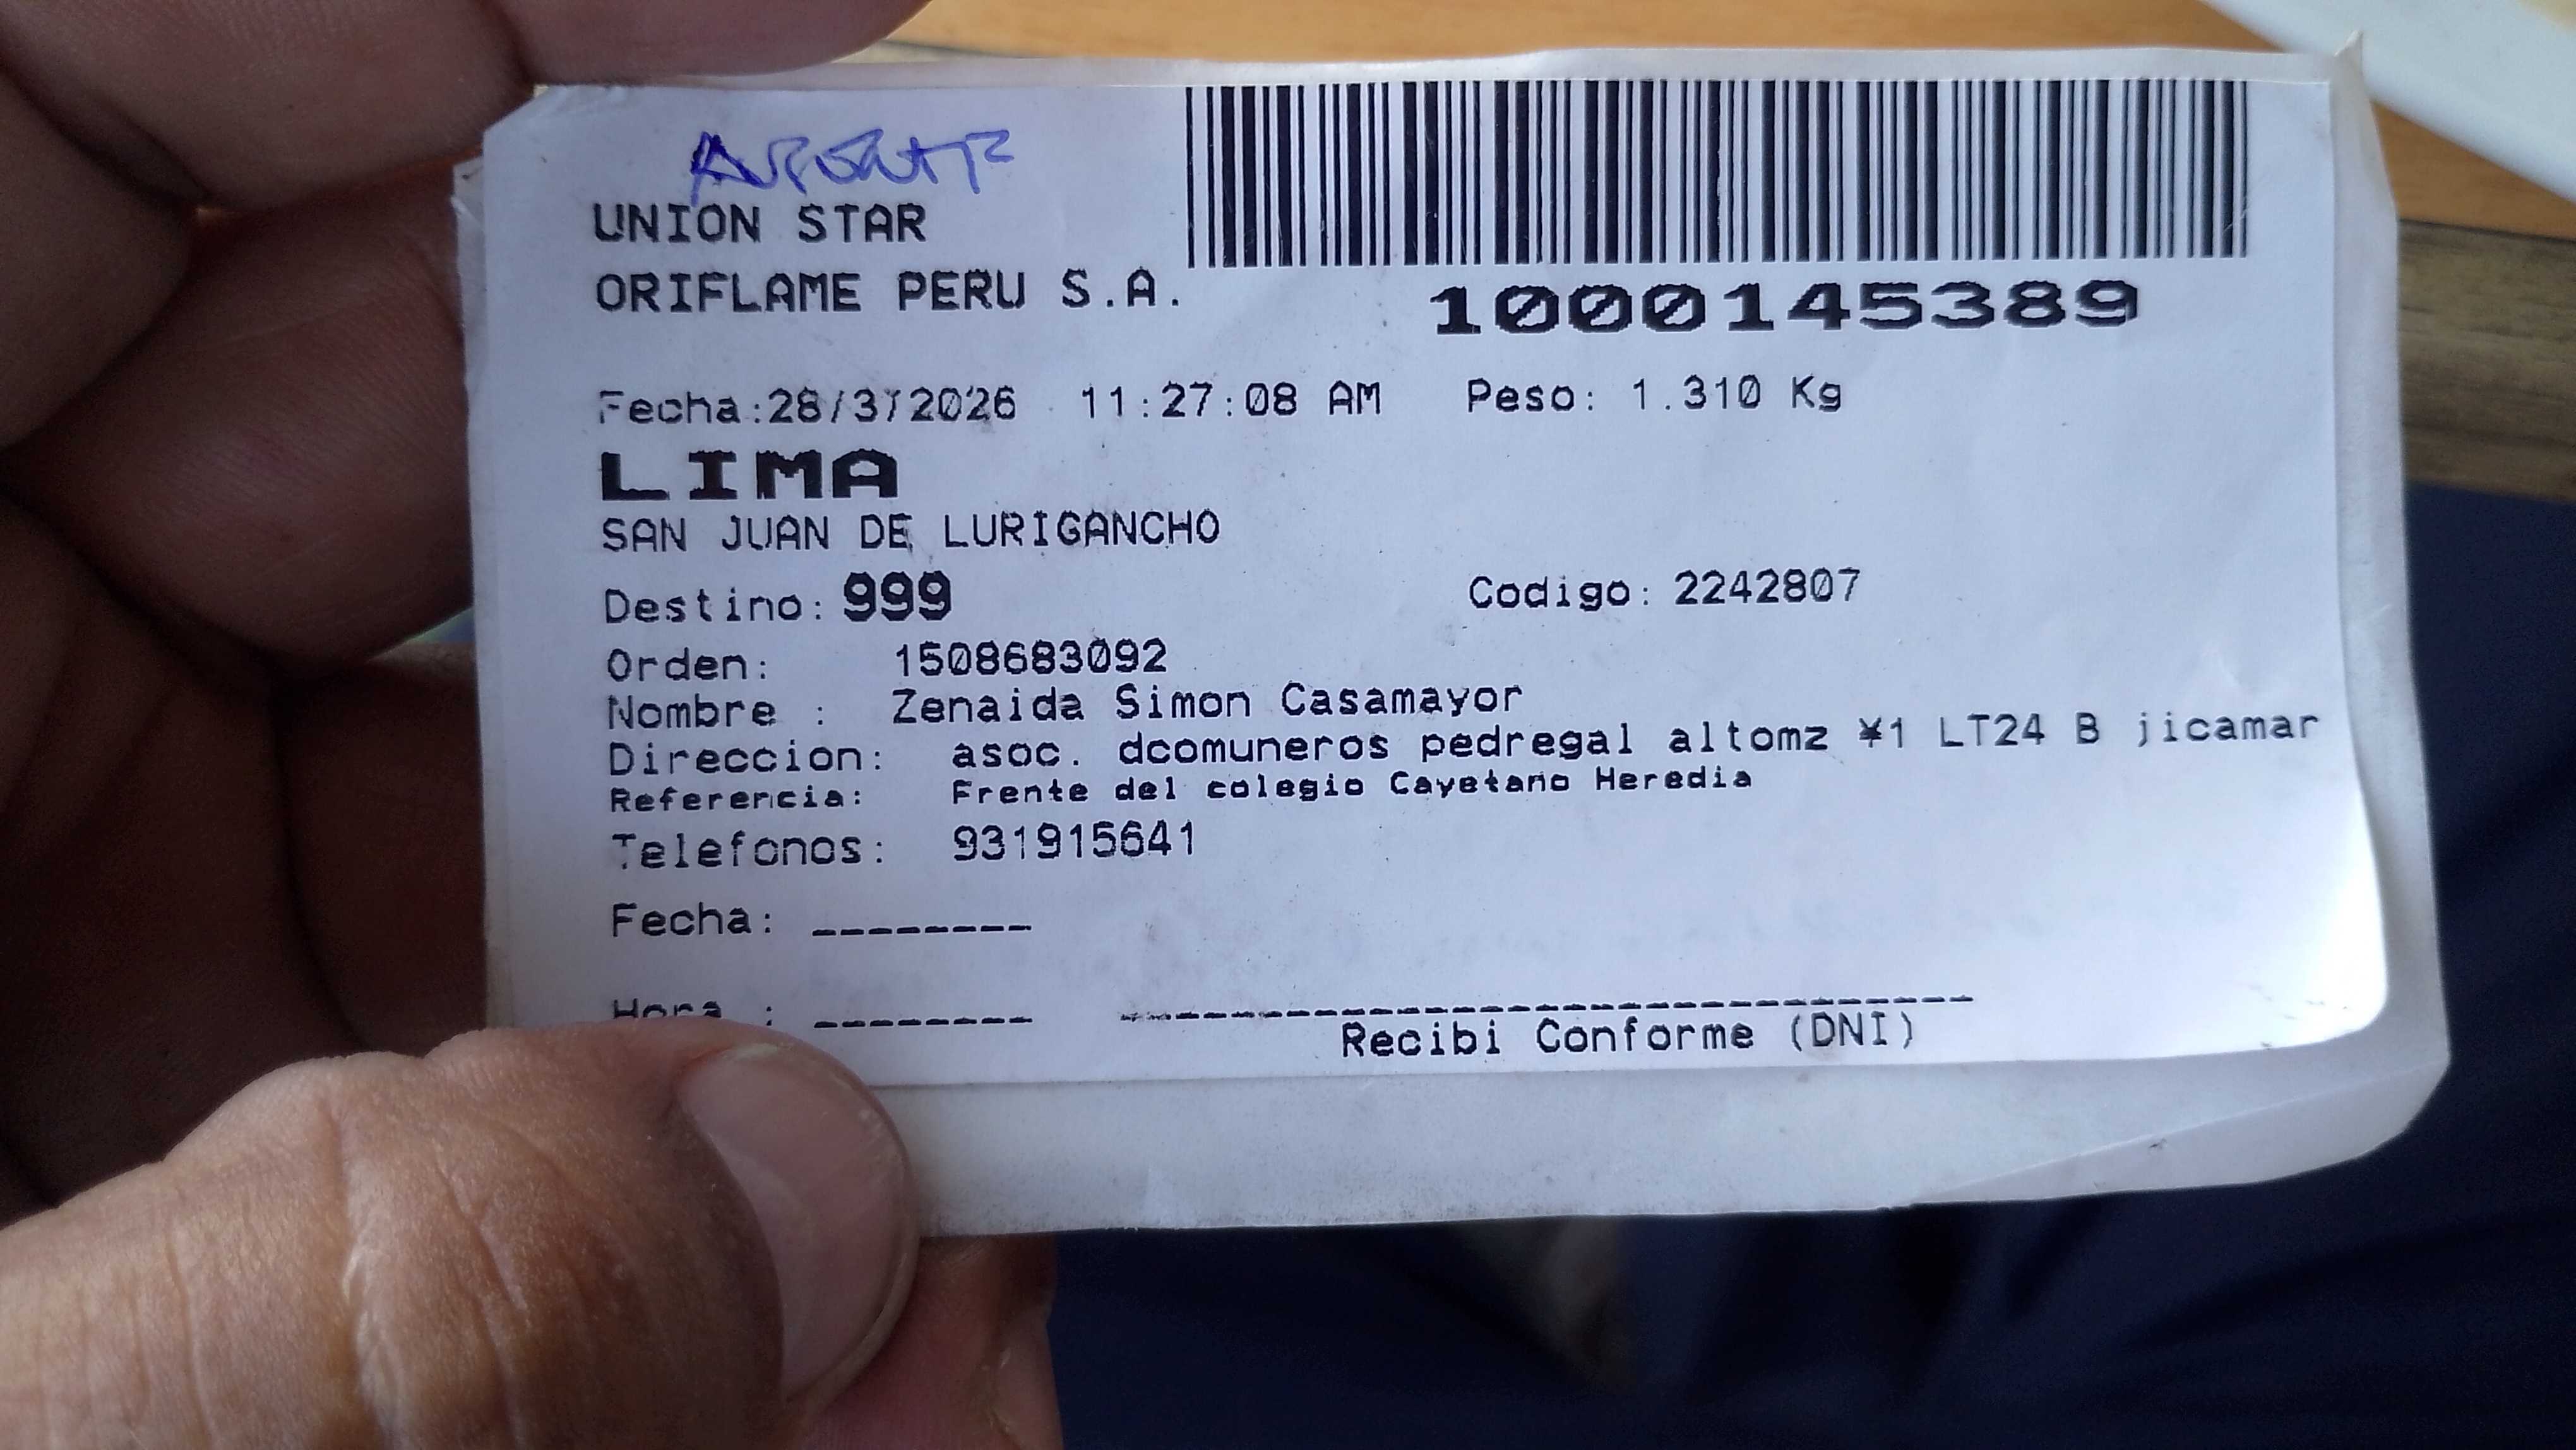 UNION STAR
ORIFLAME PERU S.A.
1000145389
Fecha:28/3/2026 11:27:08 AM Peso: 1.310 Kg
LIMA
SAN JUAN DE LURIGANCHO
Destino: 999 Codigo: 2242807
Orden: 1508683092
Nombre : Zenaida Simon Casamayor
Direccion: asoc. dcomuneros pedregal altomz ¥1 LT24 B jicamar
Referencia: Frente del colegio Cayetano Heredia
Telefonos: 931915641
Fecha: --------
Hora : --------
Recibi Conforme (DNI)